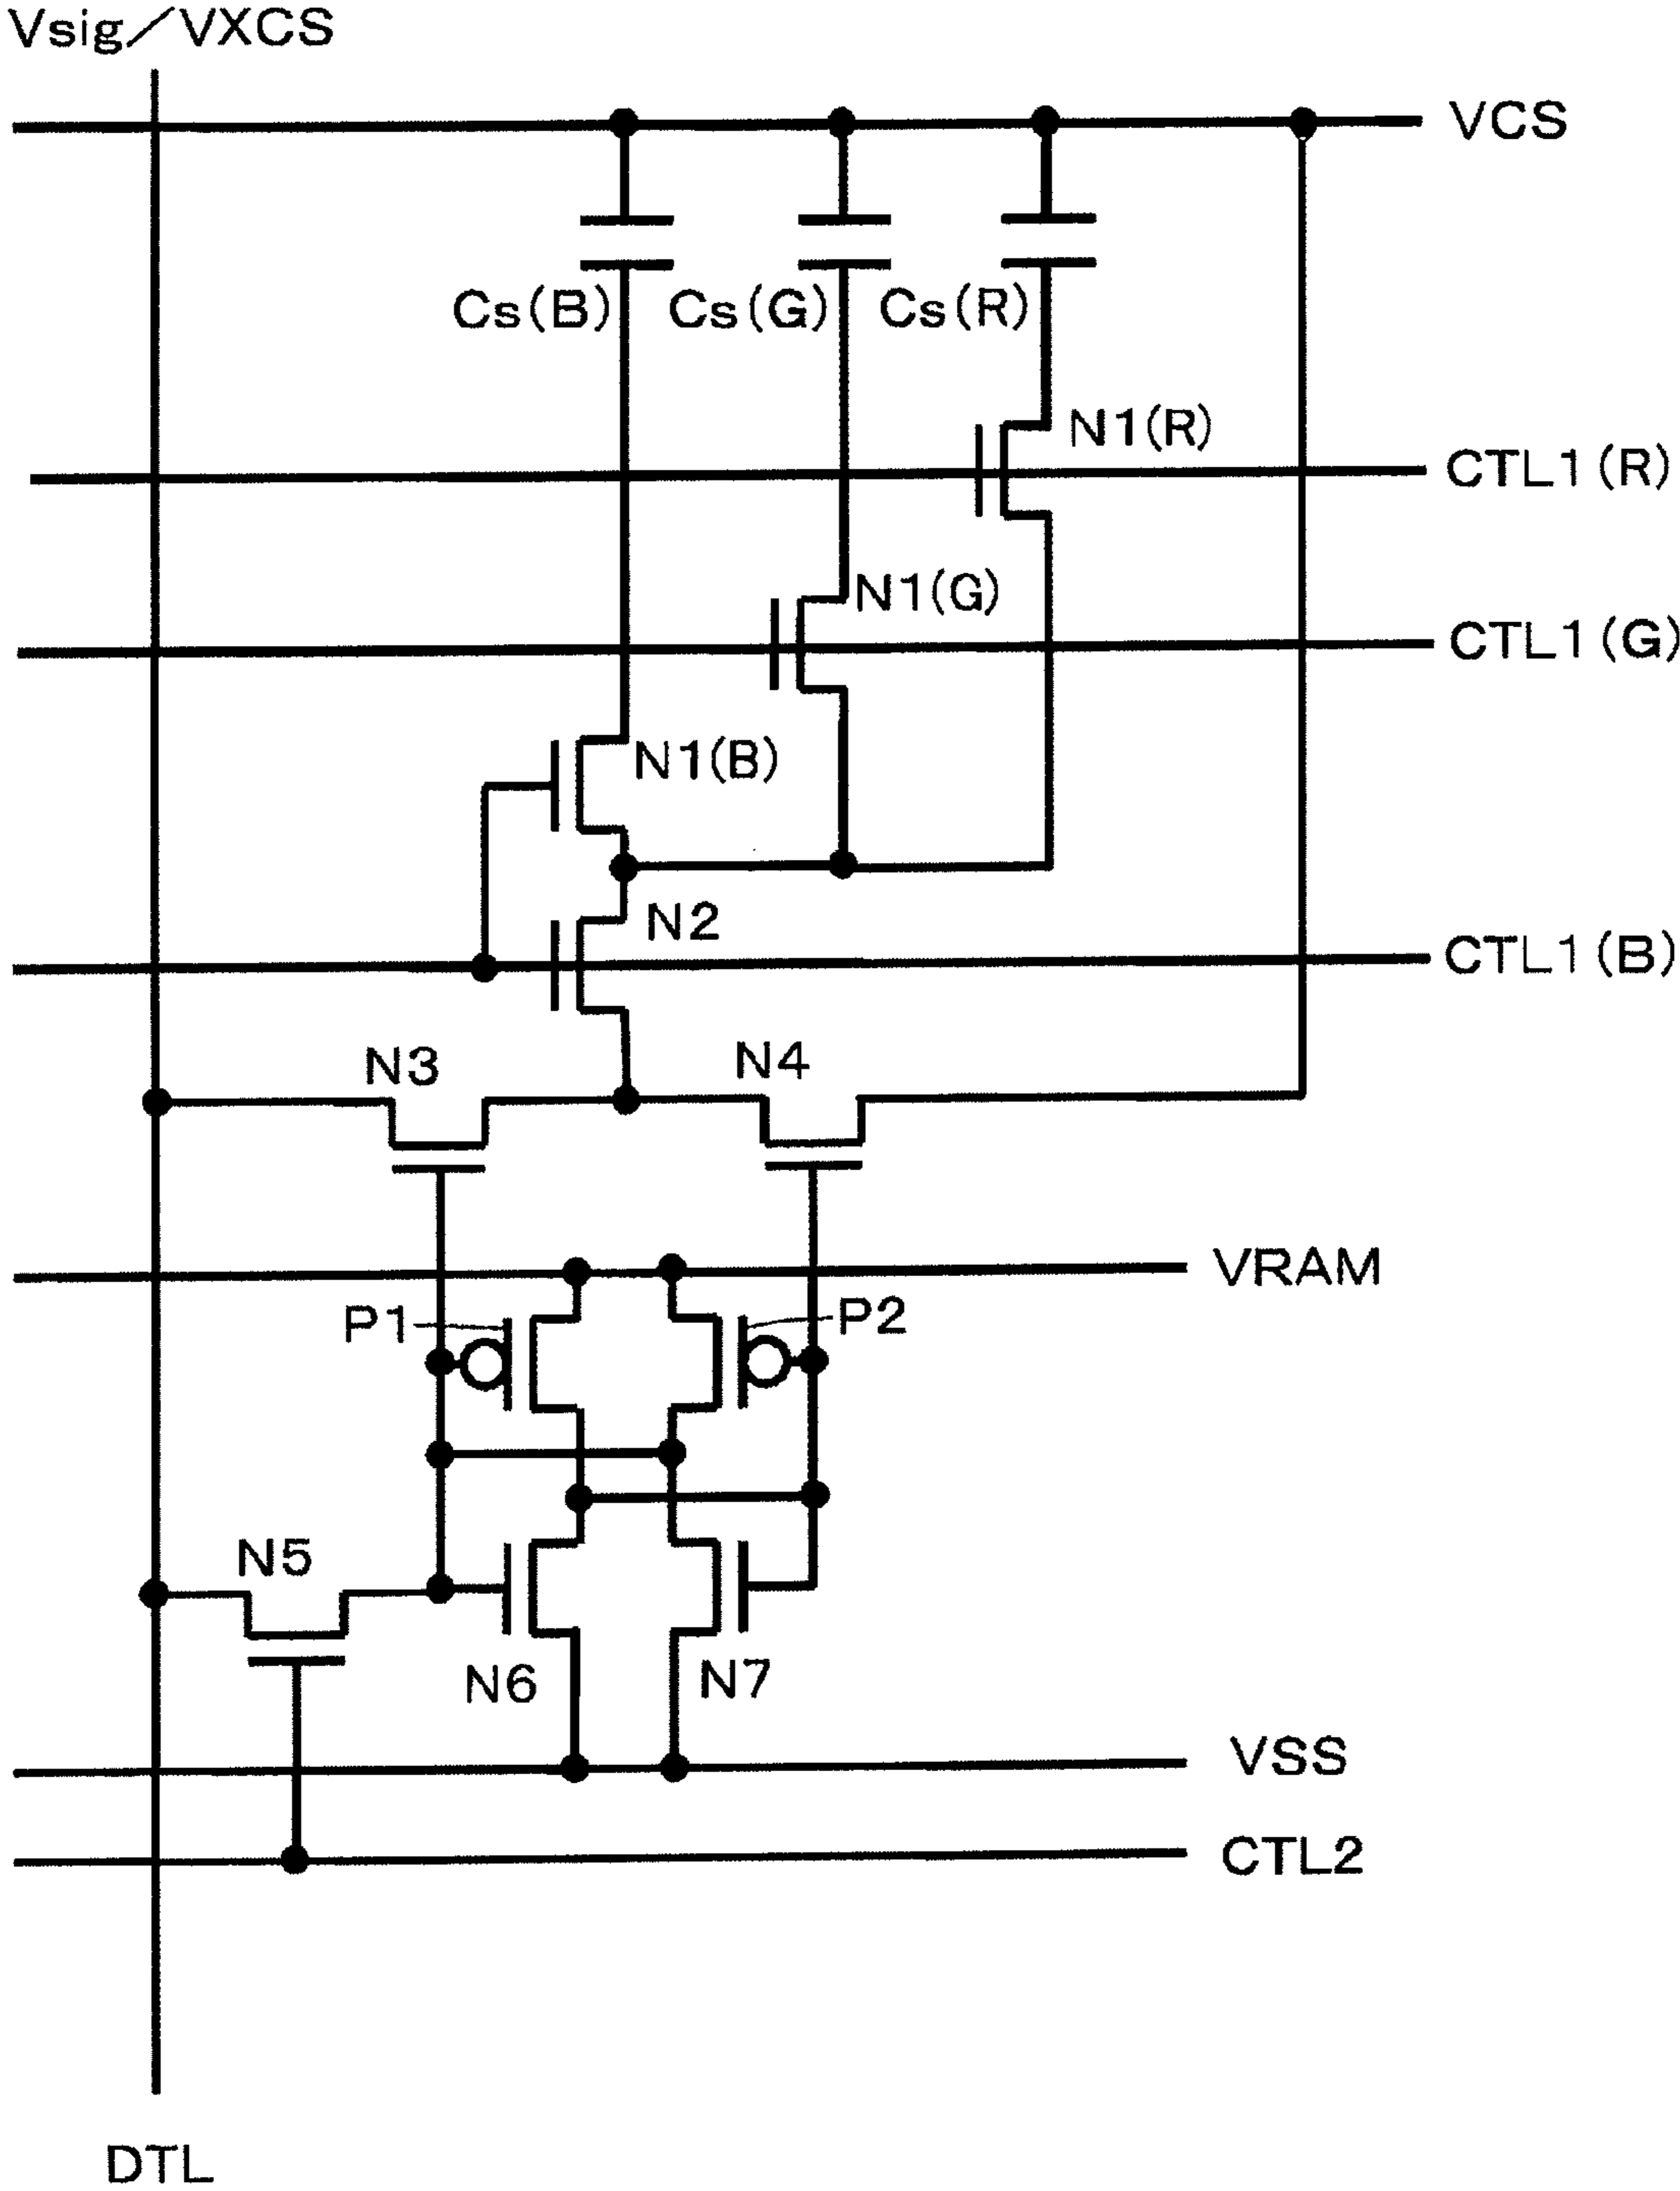 Vsig／VXCS
VCS
Cs(B) Cs(G) Cs(R)
N1(R)
CTL1(R)
N1(G)
CTL1(G)
N1(B)
N2
CTL1(B)
N3 N4
VRAM
P1 P2
N5
N6 N7
VSS
CTL2
DTL